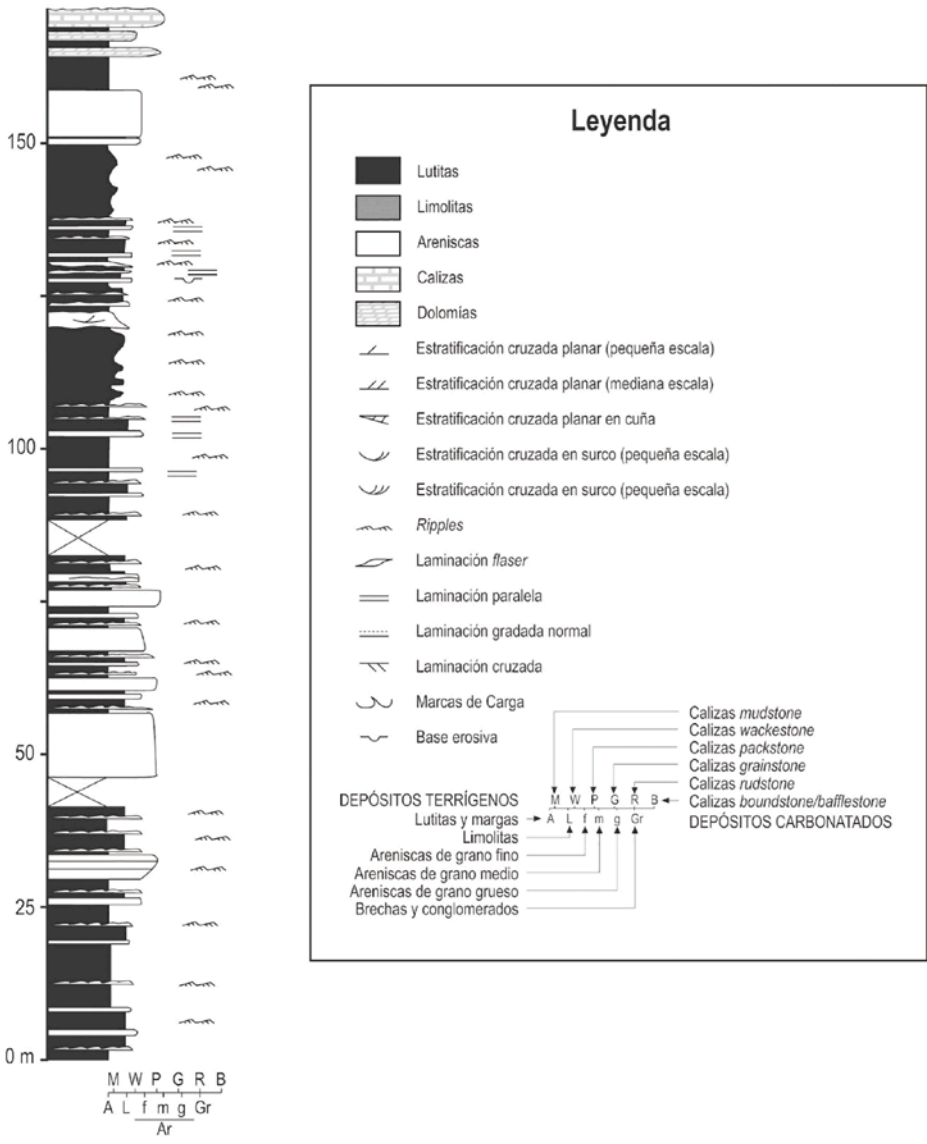 150
100
50
25
0 m
M W P G R B
A L f m g Gr
Ar
Leyenda
Lutitas
Limolitas
Areniscas
Calizas
Dolomías
Estratificación cruzada planar (pequeña escala)
Estratificación cruzada planar (mediana escala)
Estratificación cruzada planar en cuña
Estratificación cruzada en surco (pequeña escala)
Estratificación cruzada en surco (pequeña escala)
Ripples
Laminación flaser
Laminación paralela
Laminación gradada normal
Laminación cruzada
Marcas de Carga
Base erosiva
Calizas mudstone
Calizas wackestone
Calizas packstone
Calizas grainstone
Calizas rudstone
Calizas boundstone/bafflestone
DEPÓSITOS CARBONATADOS
M W P G R B
A L f m g Gr
DEPÓSITOS TERRÍGENOS
Lutitas y margas
Limolitas
Areniscas de grano fino
Areniscas de grano medio
Areniscas de grano grueso
Brechas y conglomerados